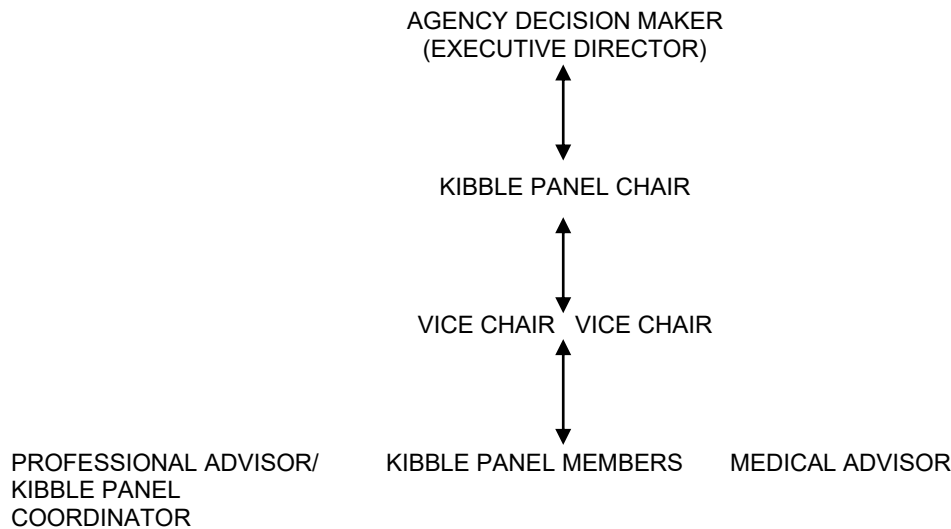 AGENCY DECISION MAKER
(EXECUTIVE DIRECTOR)
KIBBLE PANEL CHAIR
VICE CHAIR VICE CHAIR
PROFESSIONAL ADVISOR/
KIBBLE PANEL
COORDINATOR
KIBBLE PANEL MEMBERS
MEDICAL ADVISOR